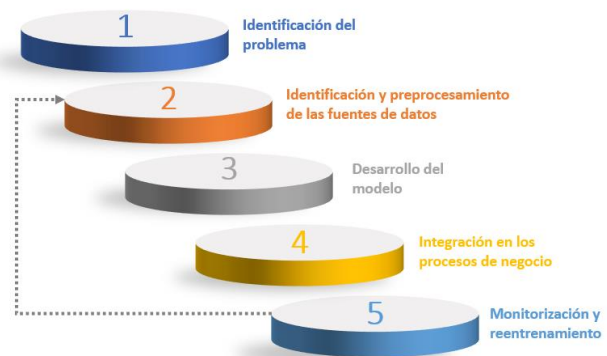 1
Identificación del
problema
2
Identificación y preprocesamiento
de las fuentes de datos
3
Desarrollo del
modelo
4
Integración en los
procesos de negocio
5
Monitorización y
reentrenamiento